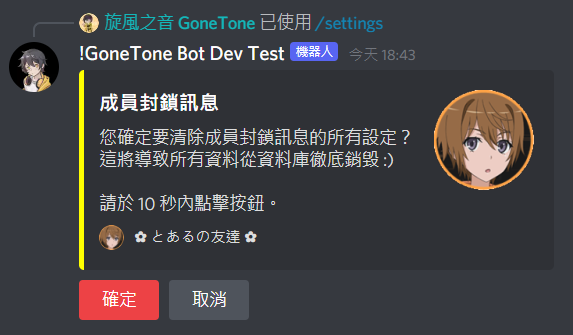 旋風之音 GoneTone 已使用 /settings
!GoneTone Bot Dev Test 機器人 今天 18:43
成員封鎖訊息
您確定要清除成員封鎖訊息的所有設定？
這將導致所有資料從資料庫徹底銷毀 :)
請於 10 秒內點擊按鈕。
✿ とあるの友達 ✿
確定 取消